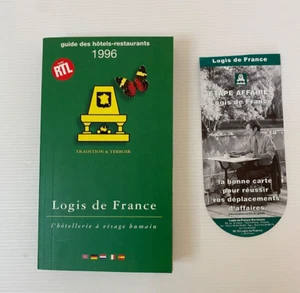 guide des hôtels-restaurants
1996
RTL
TRADITION & TERROIR
Logis de France
l'hôtellerie à visage humain
Logis de France
ETAPE AFFAIRES
Logis de France
la bonne carte
pour réussir
vos déplacements
d'affaires